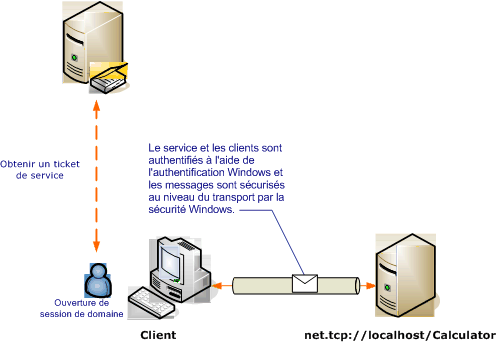 Le service et les clients sont
authentifiés à l'aide de
l'authentification Windows et
les messages sont sécurisés
au niveau du transport par la
sécurité Windows.
Obtenir un ticket
de service
Ouverture de
session de domaine
Client
net.tcp://localhost/Calculator